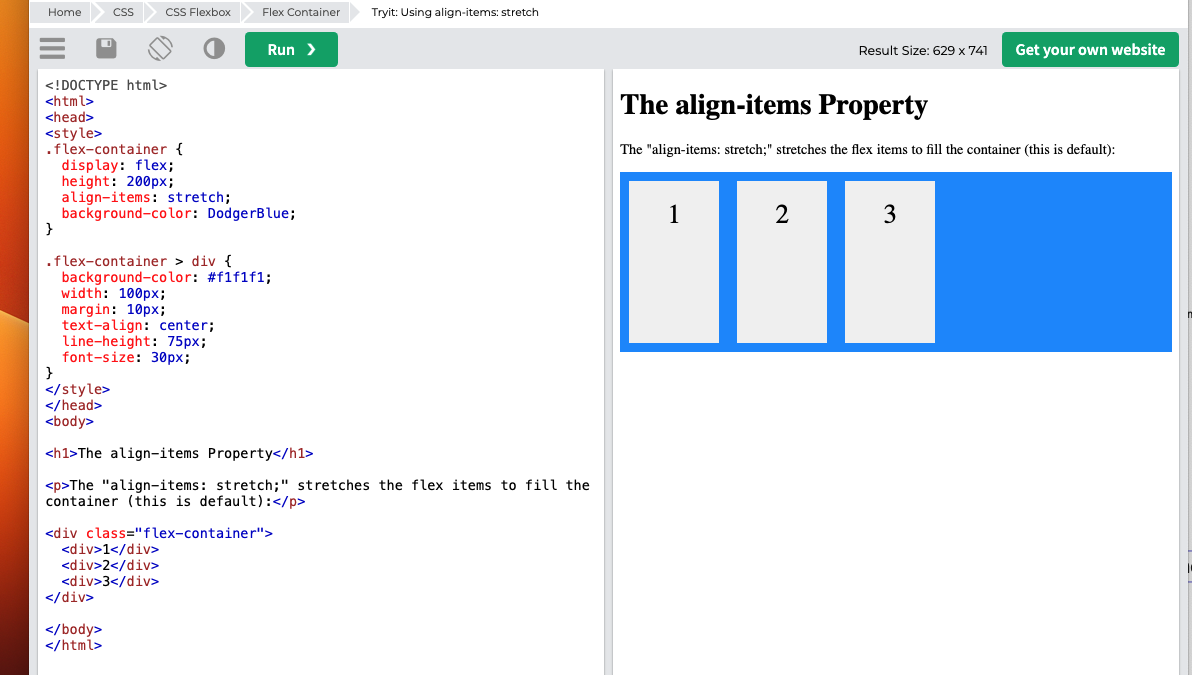 Home CSS CSS Flexbox Flex Container Tryit: Using align-items: stretch
Run ❯
Result Size: 629 x 741
Get your own website
<!DOCTYPE html>
<html>
<head>
<style>
.flex-container {
  display: flex;
  height: 200px;
  align-items: stretch;
  background-color: DodgerBlue;
}

.flex-container > div {
  background-color: #f1f1f1;
  width: 100px;
  margin: 10px;
  text-align: center;
  line-height: 75px;
  font-size: 30px;
}
</style>
</head>
<body>

<h1>The align-items Property</h1>

<p>The "align-items: stretch;" stretches the flex items to fill the
container (this is default):</p>

<div class="flex-container">
  <div>1</div>
  <div>2</div>
  <div>3</div>
</div>

</body>
</html>
The align-items Property
The "align-items: stretch;" stretches the flex items to fill the container (this is default):
1 2 3